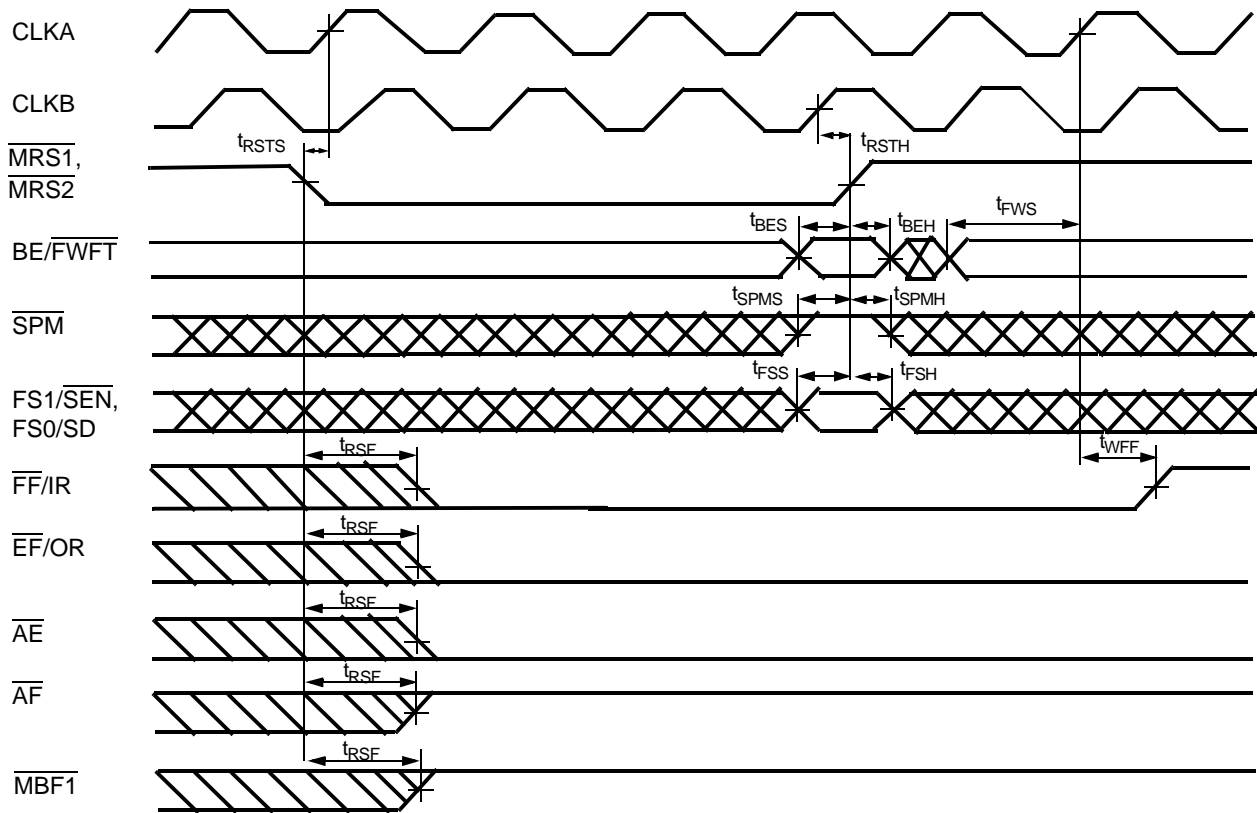 CLKA
CLKB
tRSTS
tRSTH
MRS1,
MRS2
tFWS
tBES
tBEH
BE/FWFT
tSPMS
tSPMH
SPM
tFSS
tFSH
FS1/SEN,
FS0/SD
tRSF
tWFF
FF/IR
tRSF
EF/OR
tRSF
AE
tRSF
AF
tRSF
MBF1